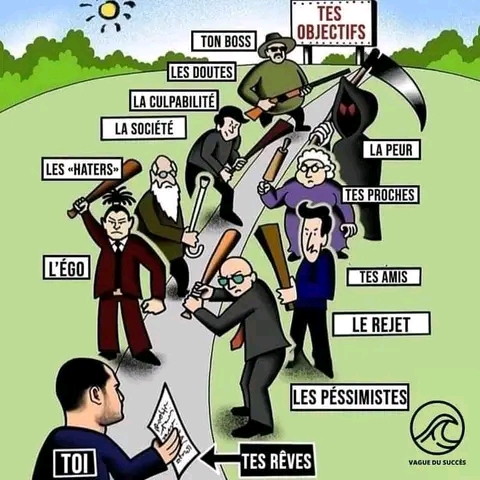 TES
OBJECTIFS
TON BOSS
LES DOUTES
LA CULPABILITÉ
LA SOCIÉTÉ
LA PEUR
LES «HATERS»
TES PROCHES
L'ÉGO
TES AMIS
LE REJET
LES PÉSSIMISTES
TOI
TES RÊVES
VAGUE DU SUCCÈS